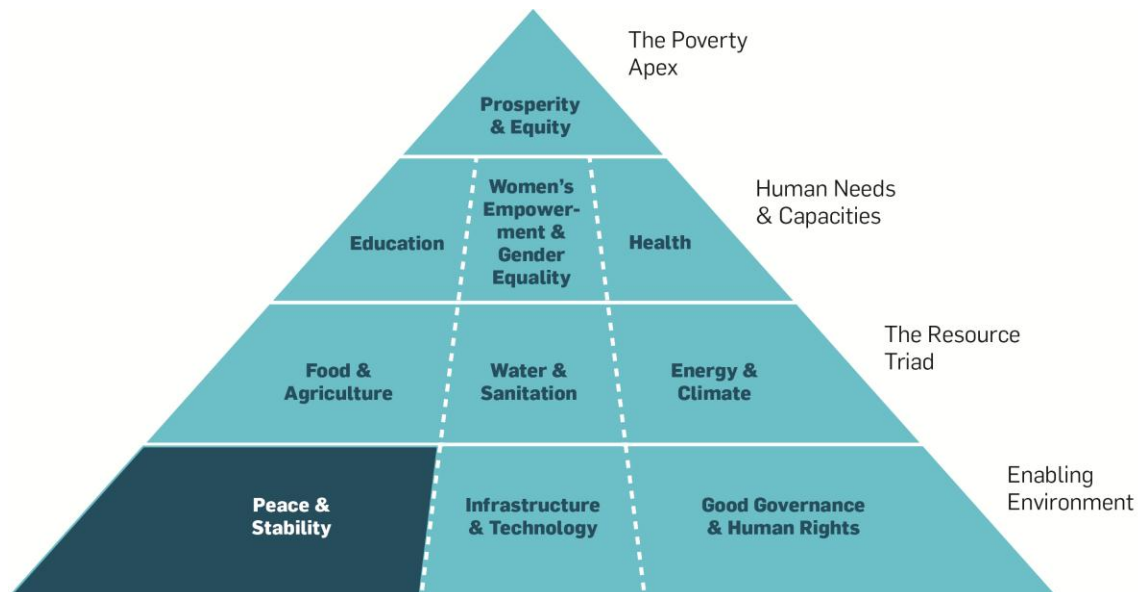 The Poverty
Apex
Prosperity
& Equity
Human Needs
& Capacities
Education
Women's
Empower-
ment &
Gender
Equality
Health
The Resource
Triad
Food &
Agriculture
Water &
Sanitation
Energy &
Climate
Enabling
Environment
Peace &
Stability
Infrastructure
& Technology
Good Governance
& Human Rights